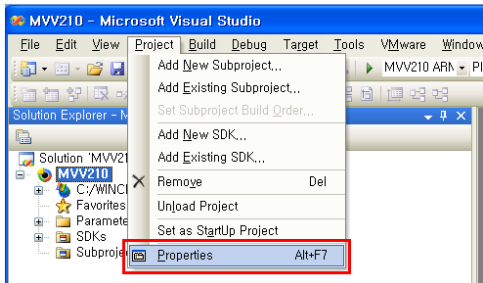 MVV210 - Microsoft Visual Studio
File Edit View Project Build Debug Target Tools VMware Window
MVV210 ARM
Add New Subproject...
Add Existing Subproject...
Set Subproject Build Order...
Solution Explorer - M
Add New SDK...
Add Existing SDK...
Solution 'MVV21
MVV210
Remove Del
C:/WINC
Favorites
Unload Project
Paramete
Set as StartUp Project
SDKs
Subproje
Properties Alt+F7